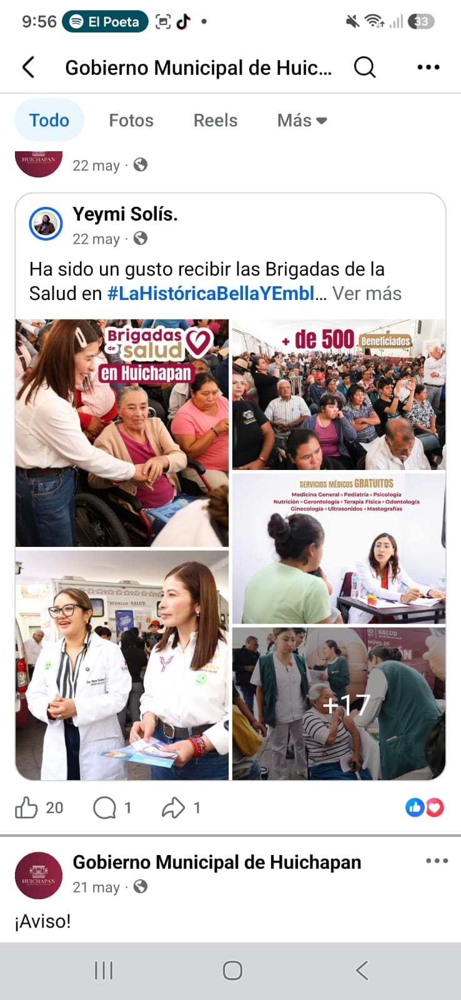 9:56 El Poeta 33
Gobierno Municipal de Huic...
Todo Fotos Reels Más
HUICHAPAN
22 may ·
Yeymi Solís.
22 may ·
Ha sido un gusto recibir las Brigadas de la
Salud en #LaHistóricaBellaYEmbl... Ver más
Brigadas
de salud
en Huichapan
+ de 500 Beneficiados
SERVICIOS MÉDICOS GRATUITOS
Medicina General • Pediatría • Psicología
Nutrición • Gerontología • Terapia Física • Odontología
Ginecología • Ultrasonidos • Mastografías
HIDALGO SALUD
SALUD
MÓVIL DE
+17
20 1 1
Gobierno Municipal de Huichapan
HUICHAPAN
21 may ·
¡Aviso!